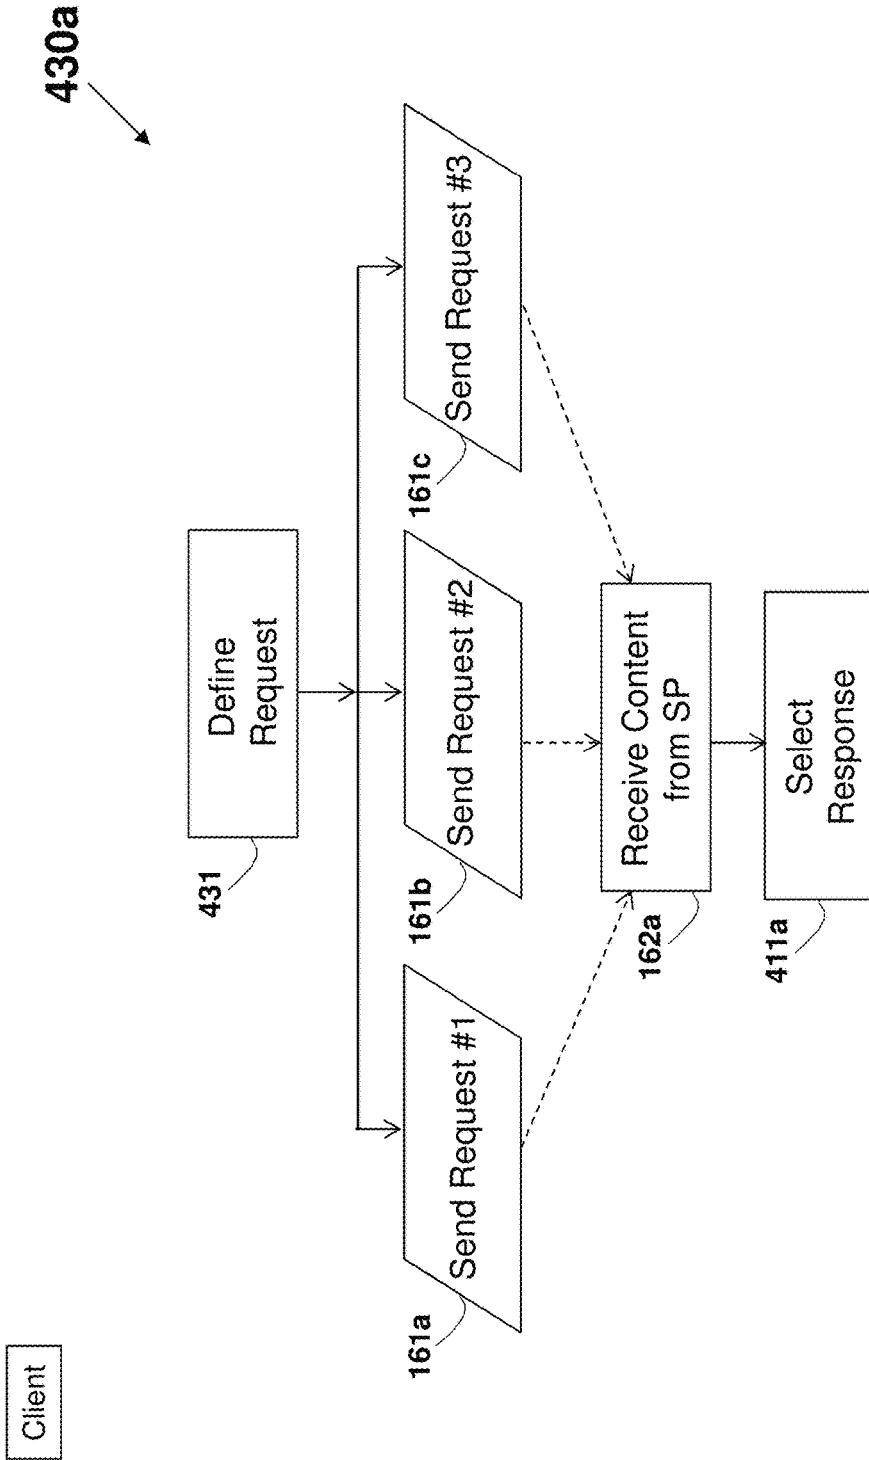 Client
430a
Define
Request
431
Send Request #1
161a
Send Request #2
161b
Send Request #3
161c
Receive Content
from SP
162a
Select
Response
411a